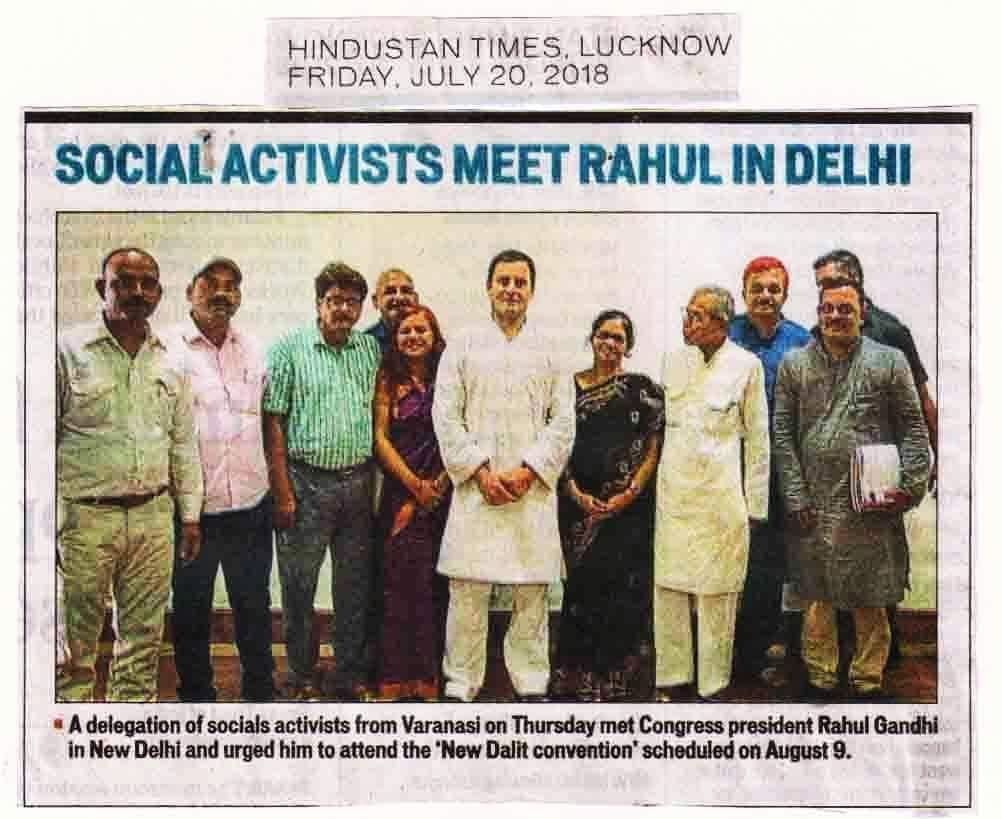 HINDUSTAN TIMES, LUCKNOW
FRIDAY, JULY 20, 2018
SOCIAL ACTIVISTS MEET RAHUL IN DELHI
▪ A delegation of socials activists from Varanasi on Thursday met Congress president Rahul Gandhi
in New Delhi and urged him to attend the 'New Dalit convention' scheduled on August 9.